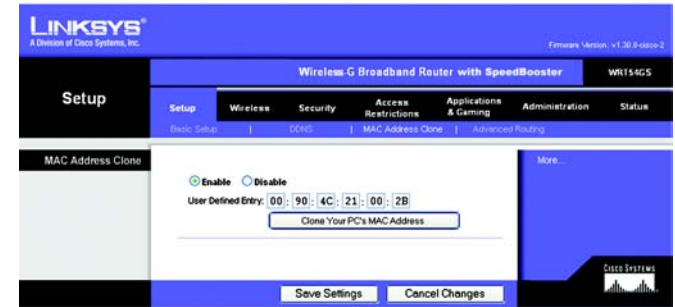 LINKSYS®
A Division of Cisco Systems, Inc.
Firmware Version: v1.30.8-cisco-2
Wireless-G Broadband Router with SpeedBooster WRT54GS
Setup
Setup Wireless Security Access Restrictions Applications & Gaming Administration Status
Basic Setup | DDNS | MAC Address Clone | Advanced Routing
MAC Address Clone
More...
Enable Disable
User Defined Entry: 00 : 90 : 4C : 21 : 00 : 2B
Clone Your PC's MAC Address
CISCO SYSTEMS
Save Settings Cancel Changes